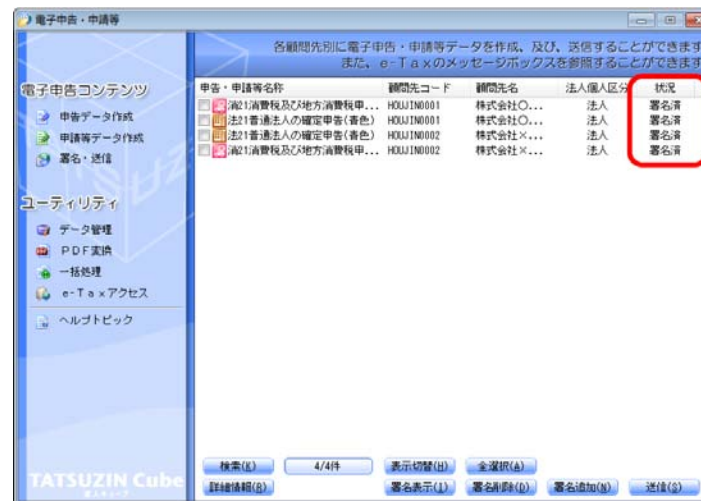 電子申告・申請等
各顧問先別に電子申告・申請等データを作成、及び、送信することができます
また、e-Taxのメッセージボックスを参照することができます
電子申告コンテンツ
申告データ作成
申請等データ作成
署名・送信
ユーティリティ
データ管理
PDF変換
一括処理
e-Taxアクセス
ヘルプトピック
TATSUZIN Cube
達人キューブ
申告・申請等名称 顧問先コード 顧問先名 法人個人区分 状況
消21:消費税及び地方消費税申... HOUJIN0001 株式会社○... 法人 署名済
法21:普通法人の確定申告(青色) HOUJIN0001 株式会社○... 法人 署名済
法21:普通法人の確定申告(青色) HOUJIN0002 株式会社×... 法人 署名済
消21:消費税及び地方消費税申... HOUJIN0002 株式会社×... 法人 署名済
検索(K) 4/4件 表示切替(H) 全選択(A)
詳細情報(R) 署名表示(I) 署名削除(D) 署名追加(N) 送信(S)